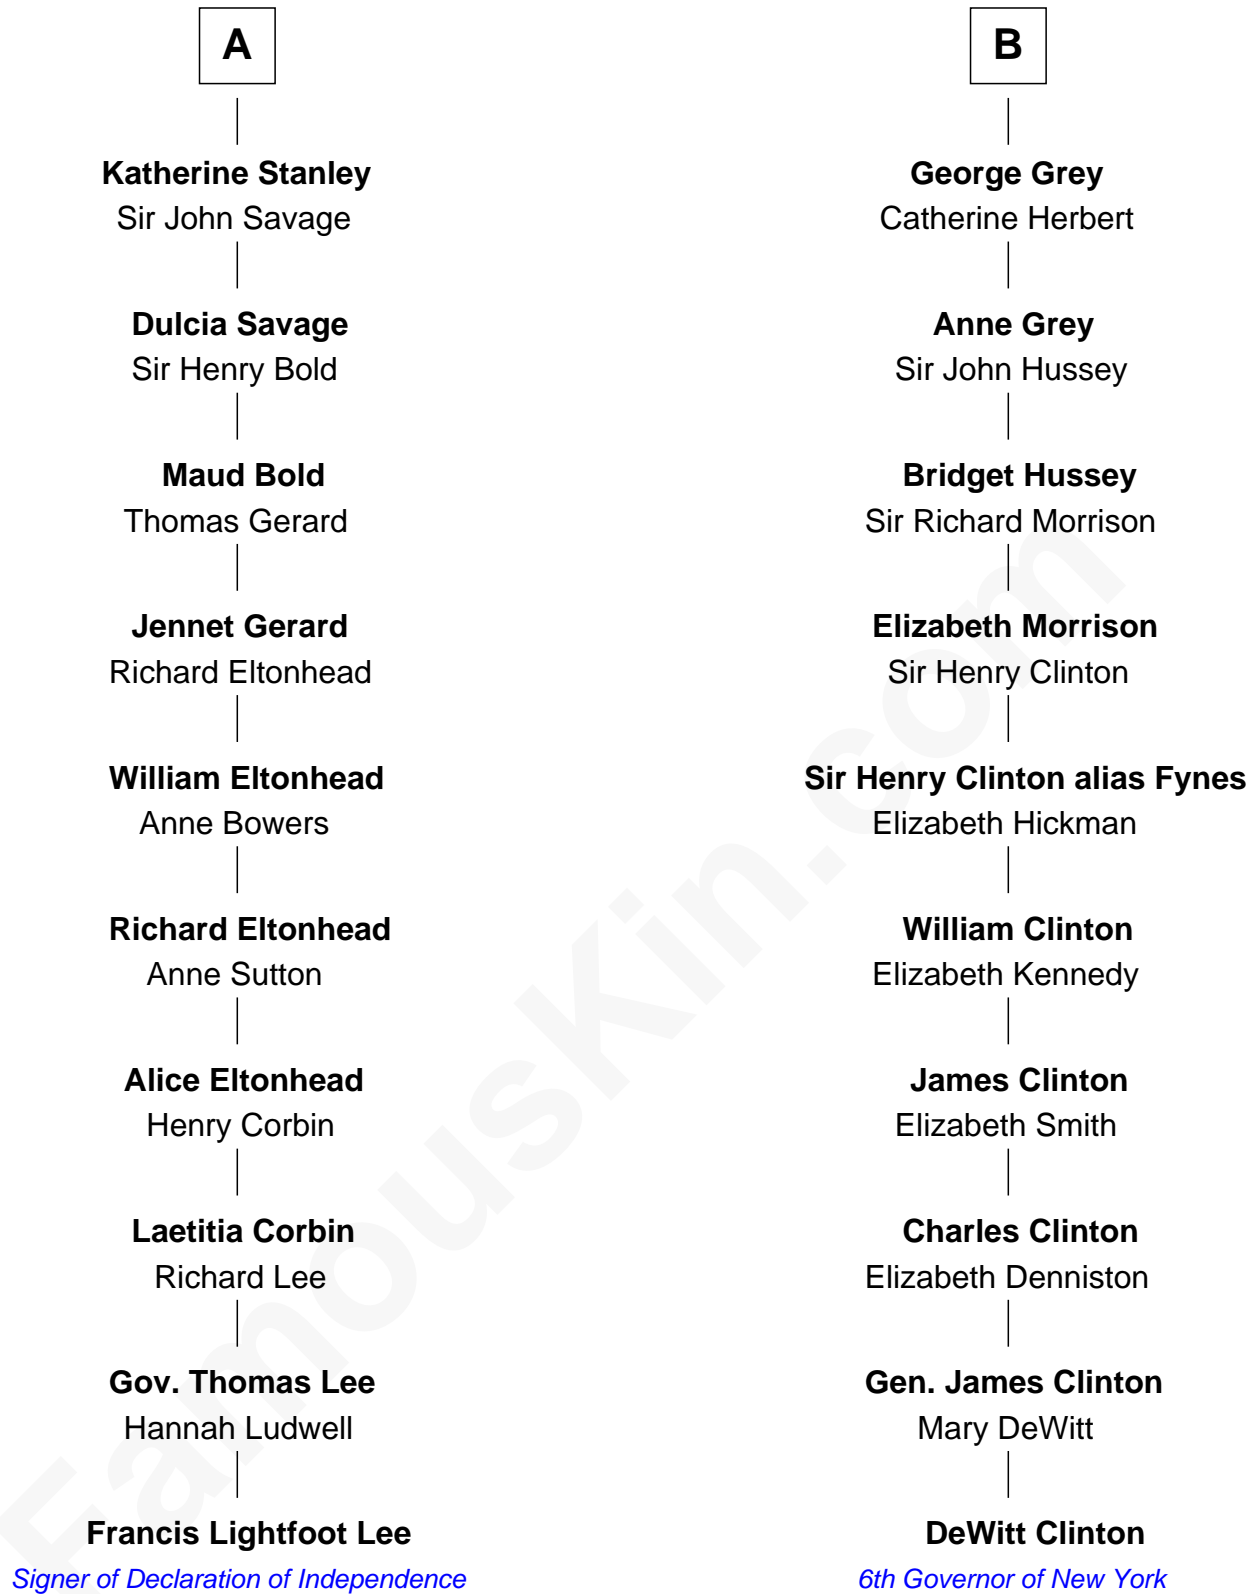 A
Katherine Stanley
Sir John Savage
Dulcia Savage
Sir Henry Bold
Maud Bold
Thomas Gerard
Jennet Gerard
Richard Eltonhead
William Eltonhead
Anne Bowers
Richard Eltonhead
Anne Sutton
Alice Eltonhead
Henry Corbin
Laetitia Corbin
Richard Lee
Gov. Thomas Lee
Hannah Ludwell
Francis Lightfoot Lee
Signer of Declaration of Independence
B
George Grey
Catherine Herbert
Anne Grey
Sir John Hussey
Bridget Hussey
Sir Richard Morrison
Elizabeth Morrison
Sir Henry Clinton
Sir Henry Clinton alias Fynes
Elizabeth Hickman
William Clinton
Elizabeth Kennedy
James Clinton
Elizabeth Smith
Charles Clinton
Elizabeth Denniston
Gen. James Clinton
Mary DeWitt
DeWitt Clinton
6th Governor of New York
FamousKin.com